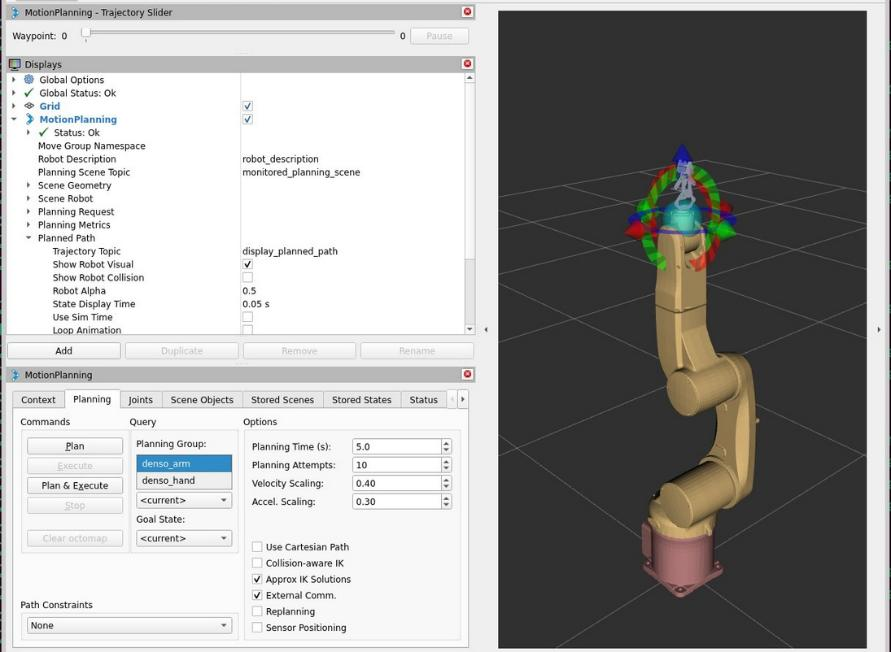 MotionPlanning - Trajectory Slider
Waypoint: 0 0 Pause
Displays
Global Options
Global Status: Ok
Grid
MotionPlanning
Status: Ok
Move Group Namespace
Robot Description robot_description
Planning Scene Topic monitored_planning_scene
Scene Geometry
Scene Robot
Planning Request
Planning Metrics
Planned Path
Trajectory Topic display_planned_path
Show Robot Visual
Show Robot Collision
Robot Alpha 0.5
State Display Time 0.05 s
Use Sim Time
Loop Animation
Add Duplicate Remove Rename
MotionPlanning
Context Planning Joints Scene Objects Stored Scenes Stored States Status
Commands Query Options
Plan
Execute
Plan & Execute
Stop
Clear octomap
Planning Group:
denso_arm
denso_hand
<current>
Goal State:
<current>
Planning Time (s): 5.0
Planning Attempts: 10
Velocity Scaling: 0.40
Accel. Scaling: 0.30
Use Cartesian Path
Collision-aware IK
Approx IK Solutions
External Comm.
Replanning
Sensor Positioning
Path Constraints
None